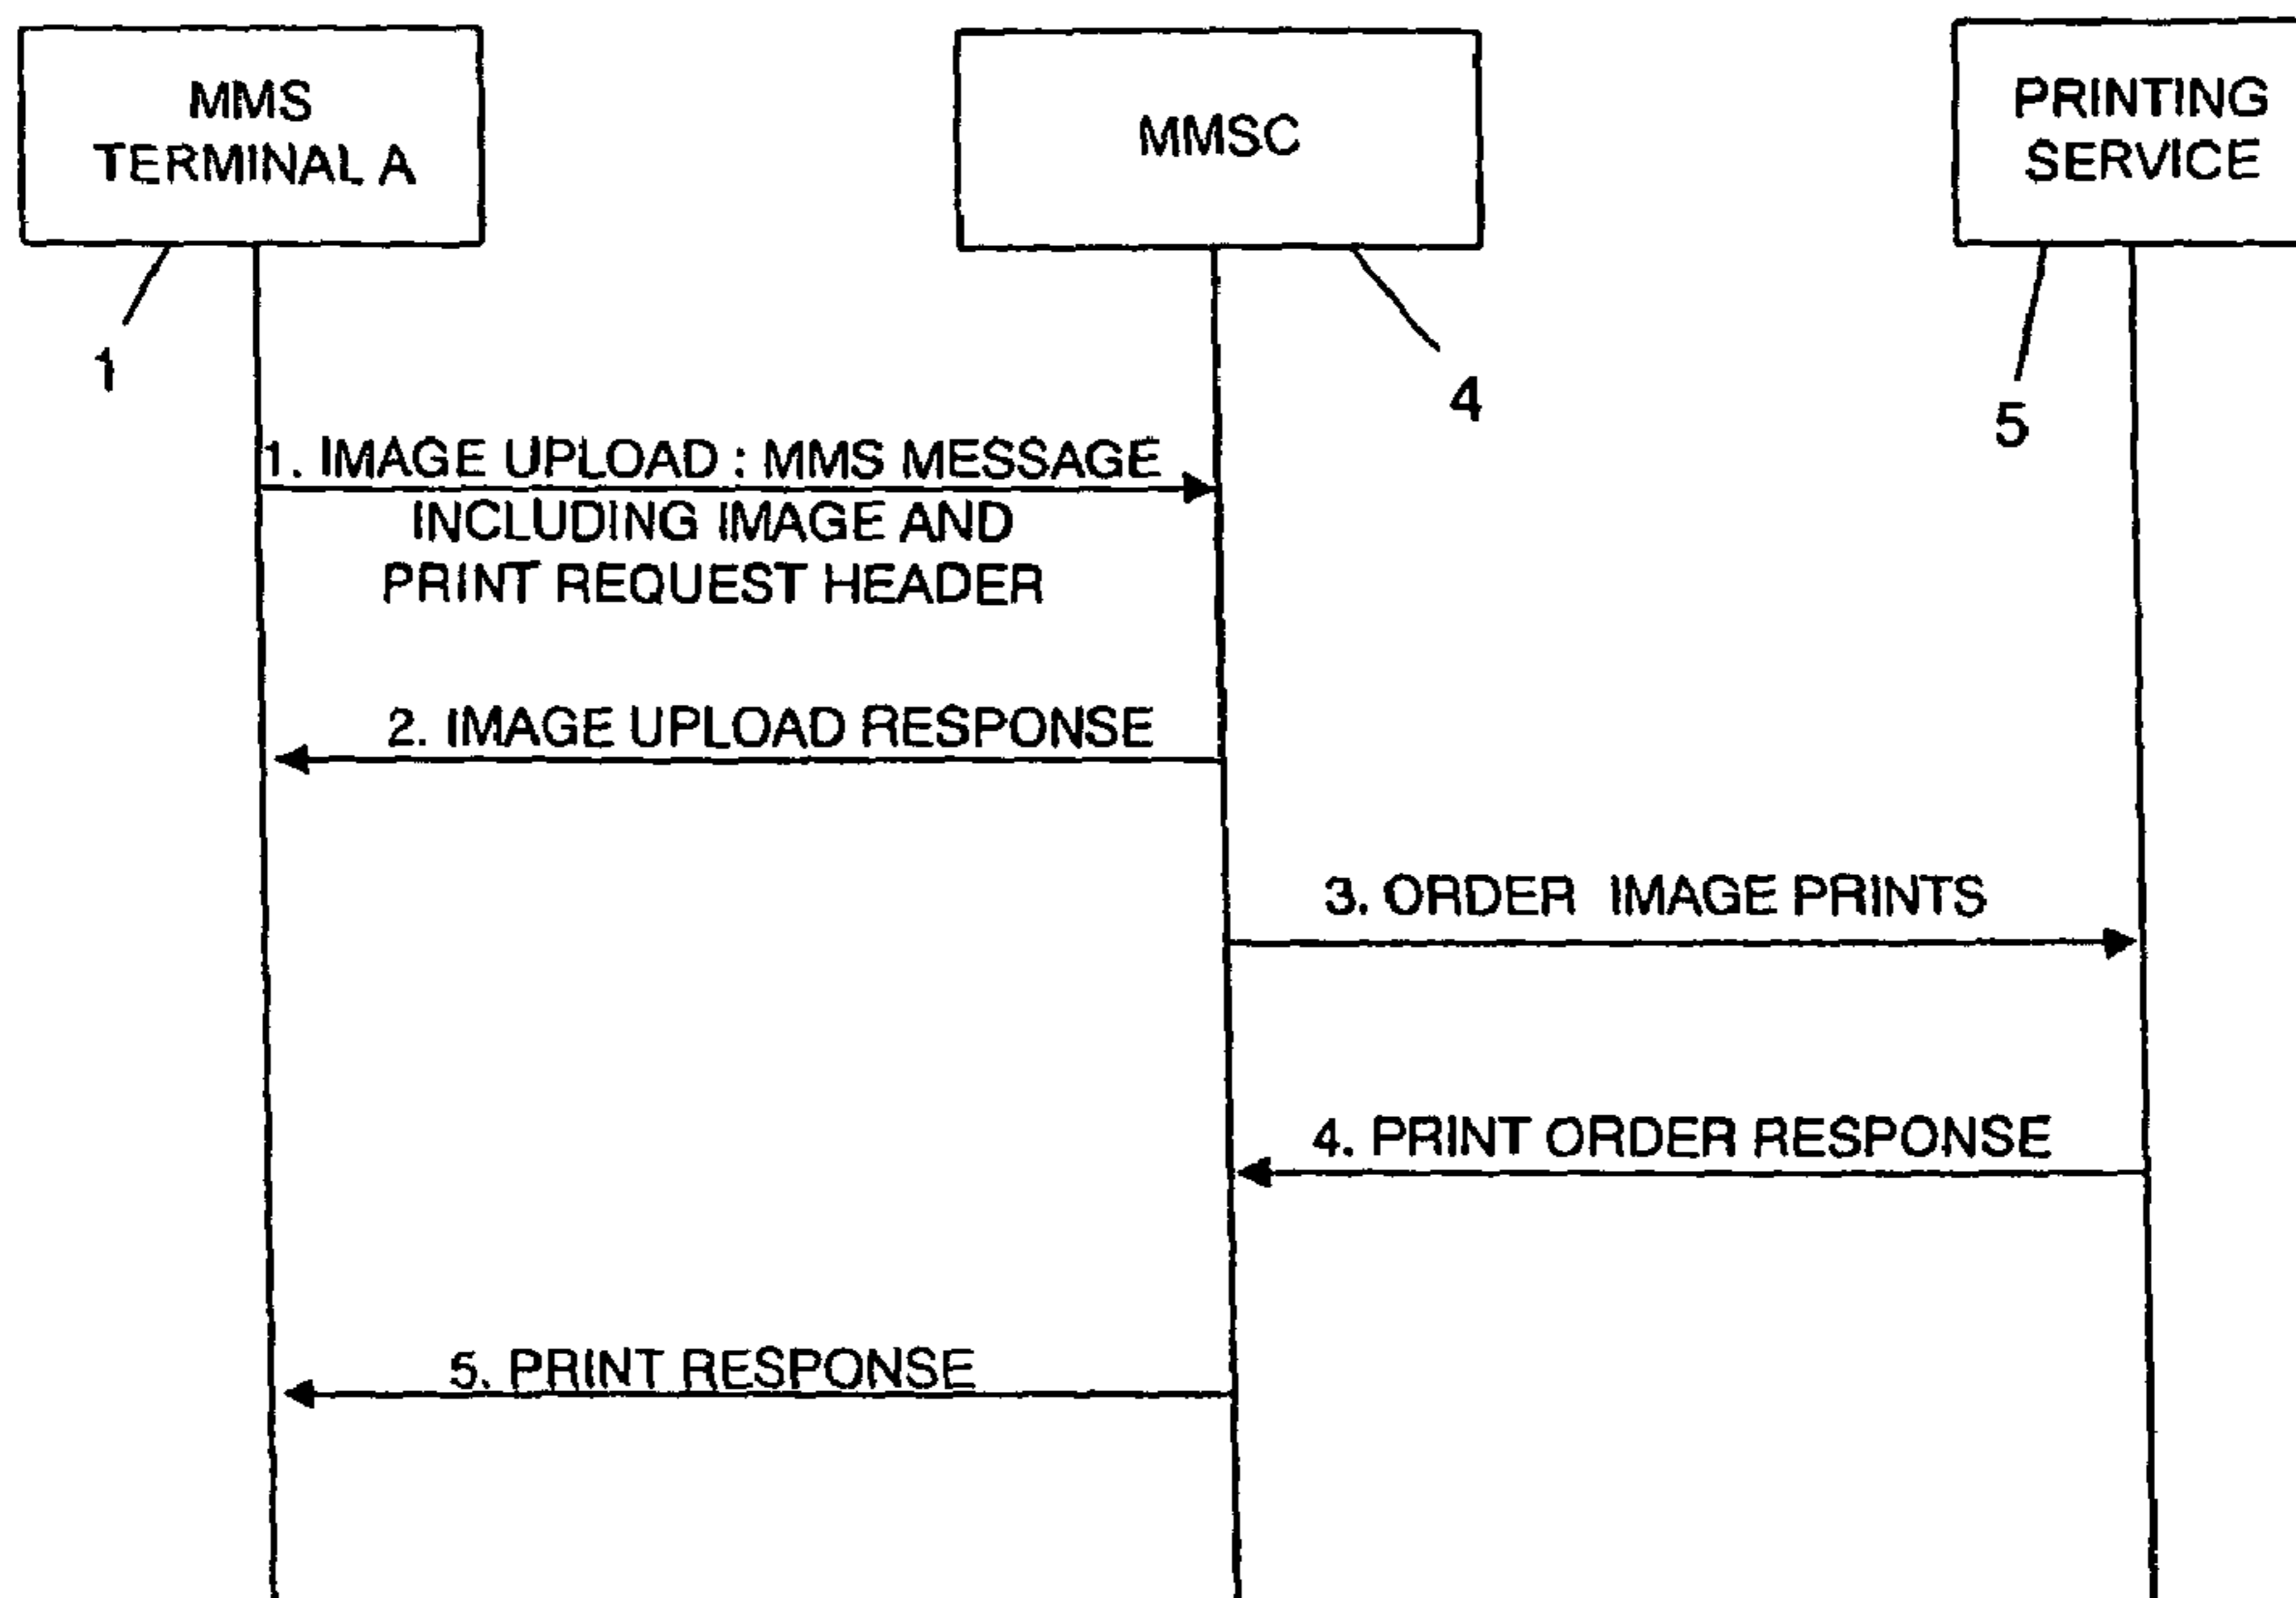 MMS
TERMINAL A
MMSC
PRINTING
SERVICE
1
4
5
1. IMAGE UPLOAD : MMS MESSAGE
INCLUDING IMAGE AND
PRINT REQUEST HEADER
2. IMAGE UPLOAD RESPONSE
3. ORDER IMAGE PRINTS
4. PRINT ORDER RESPONSE
5. PRINT RESPONSE